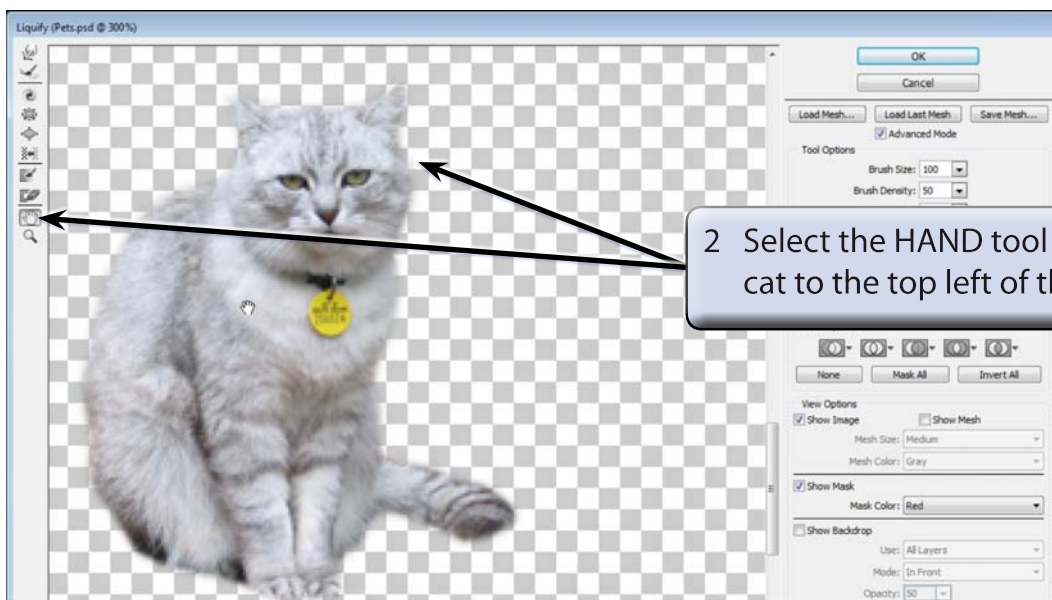 Liquify (Pets.psd @ 300%)
OK
Cancel
Load Mesh...
Load Last Mesh
Save Mesh...
Advanced Mode
Tool Options
Brush Size: 100
Brush Density: 50
2 Select the HAND tool
cat to the top left of
None
Mask All
Invert All
View Options
Show Image
Show Mesh
Mesh Size: Medium
Mesh Color: Gray
Show Mask
Mask Color: Red
Show Backdrop
Use: All Layers
Mode: In Front
Opacity: 50